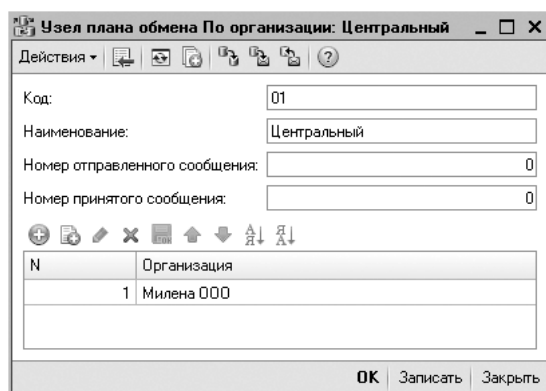 Узел плана обмена По организации: Центральный
Действия
Код: 01
Наименование: Центральный
Номер отправленного сообщения: 0
Номер принятого сообщения: 0
N Организация
1 Милена ООО
OK Записать Закрыть